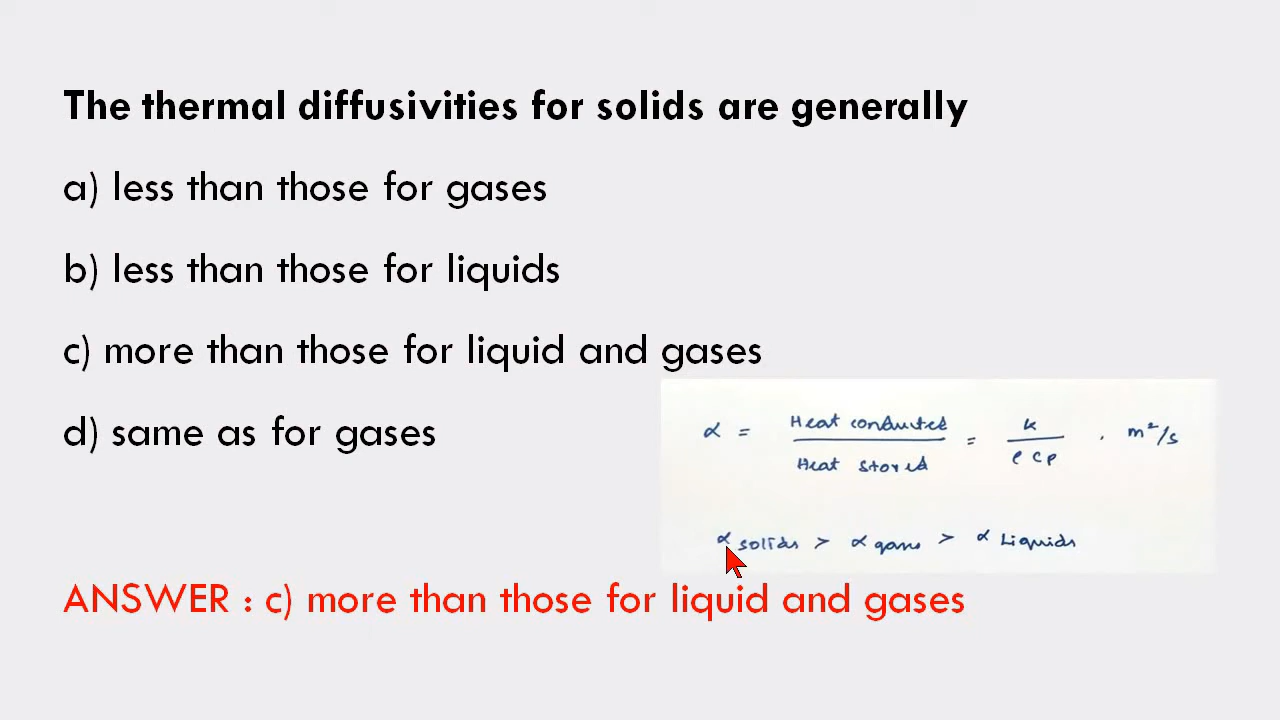 The thermal diffusivities for solids are generally
a) less than those for gases
b) less than those for liquids
c) more than those for liquid and gases
d) same as for gases
α = Heat conducted / Heat stored = k / ρ Cp . m²/s
α solids > α gases > α Liquids
ANSWER : c) more than those for liquid and gases